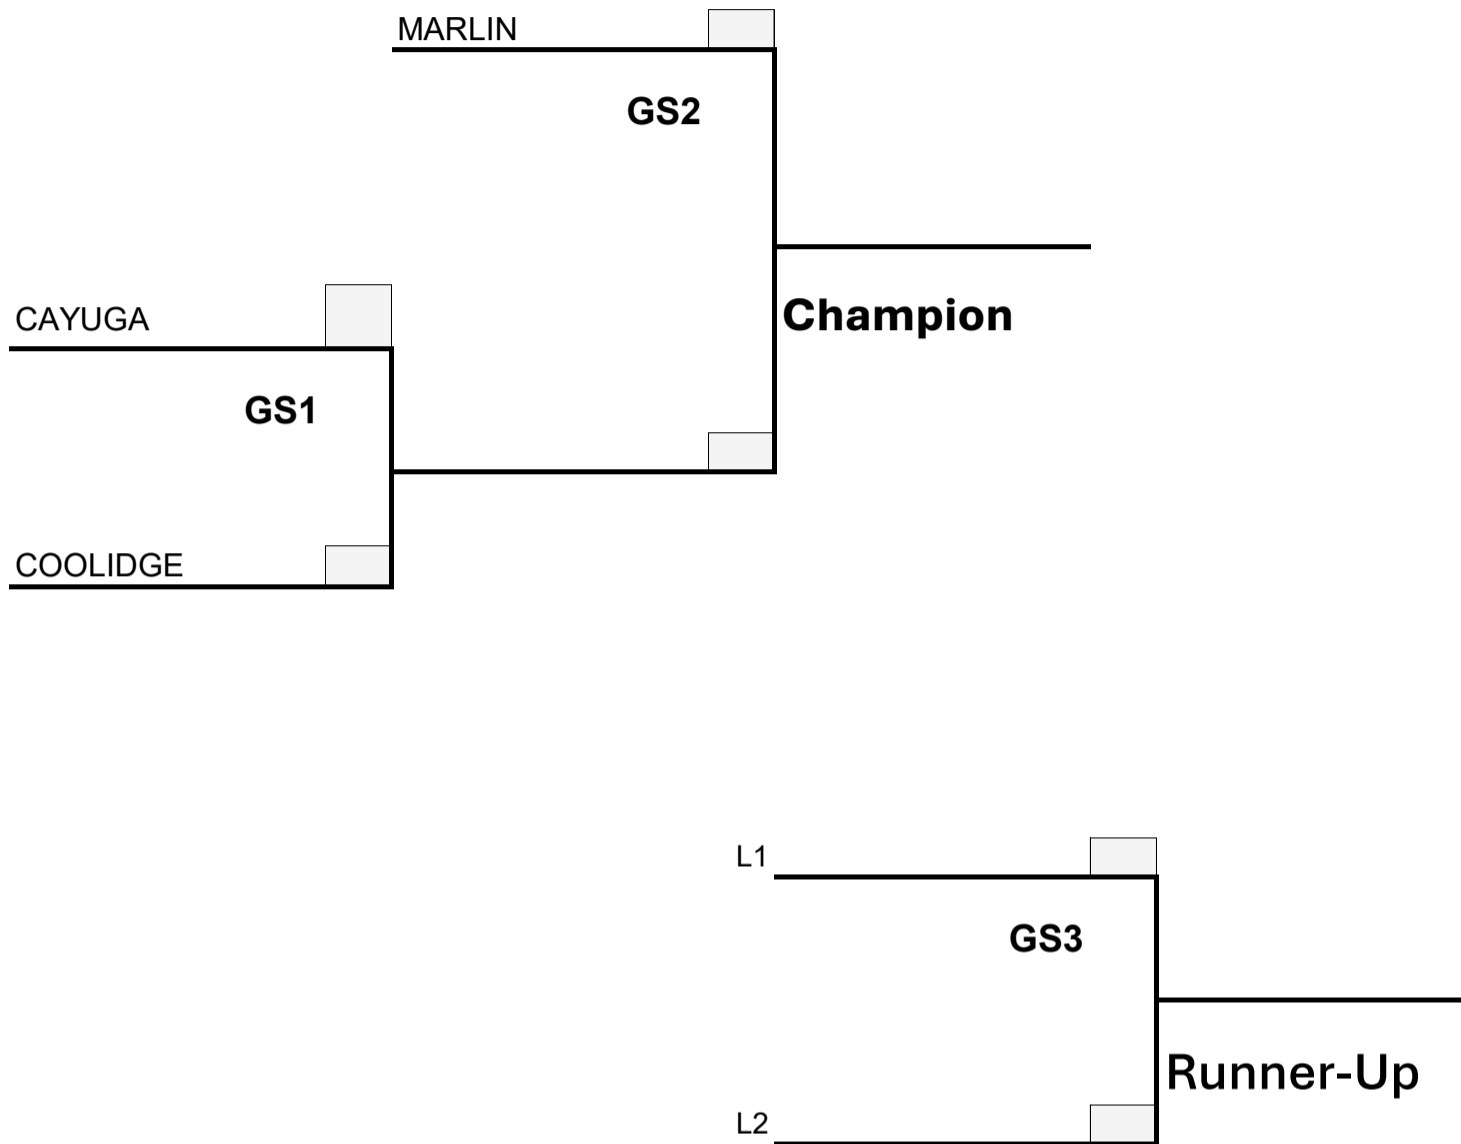 MARLIN
GS2
CAYUGA
Champion
GS1
COOLIDGE
L1
GS3
Runner-Up
L2